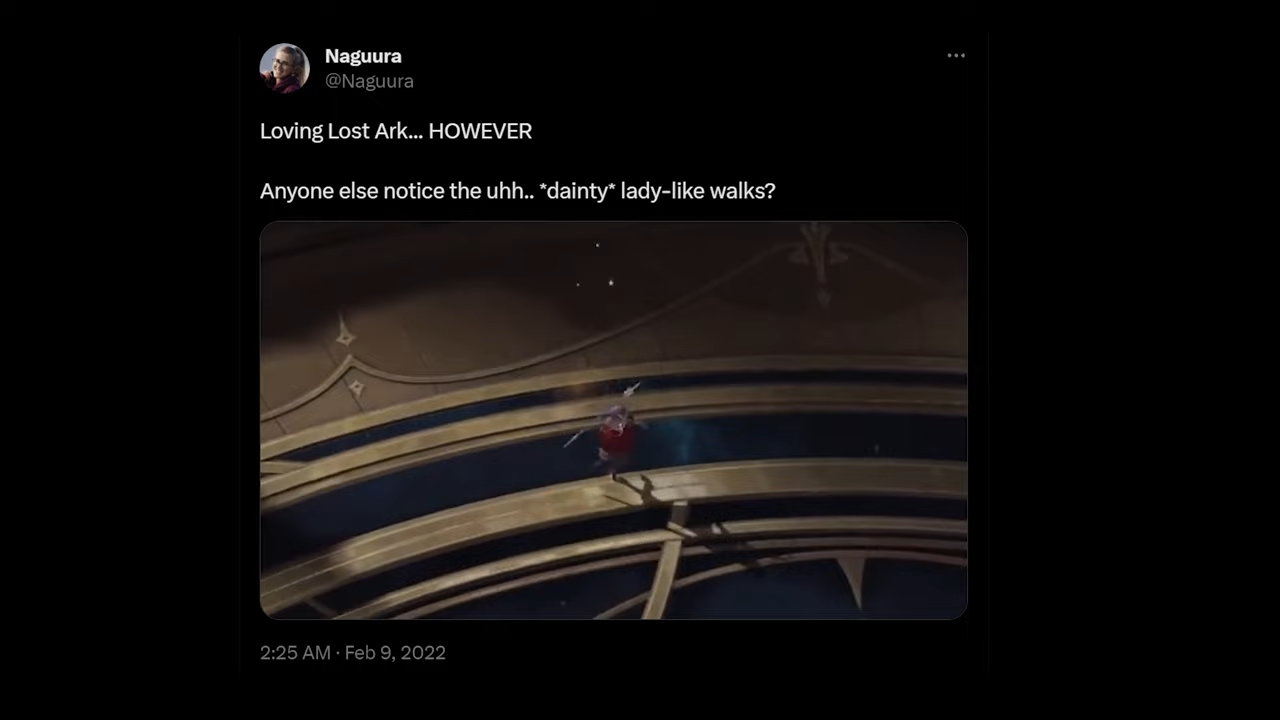 Naguura
@Naguura
Loving Lost Ark... HOWEVER
Anyone else notice the uhh.. *dainty* lady-like walks?
2:25 AM · Feb 9, 2022